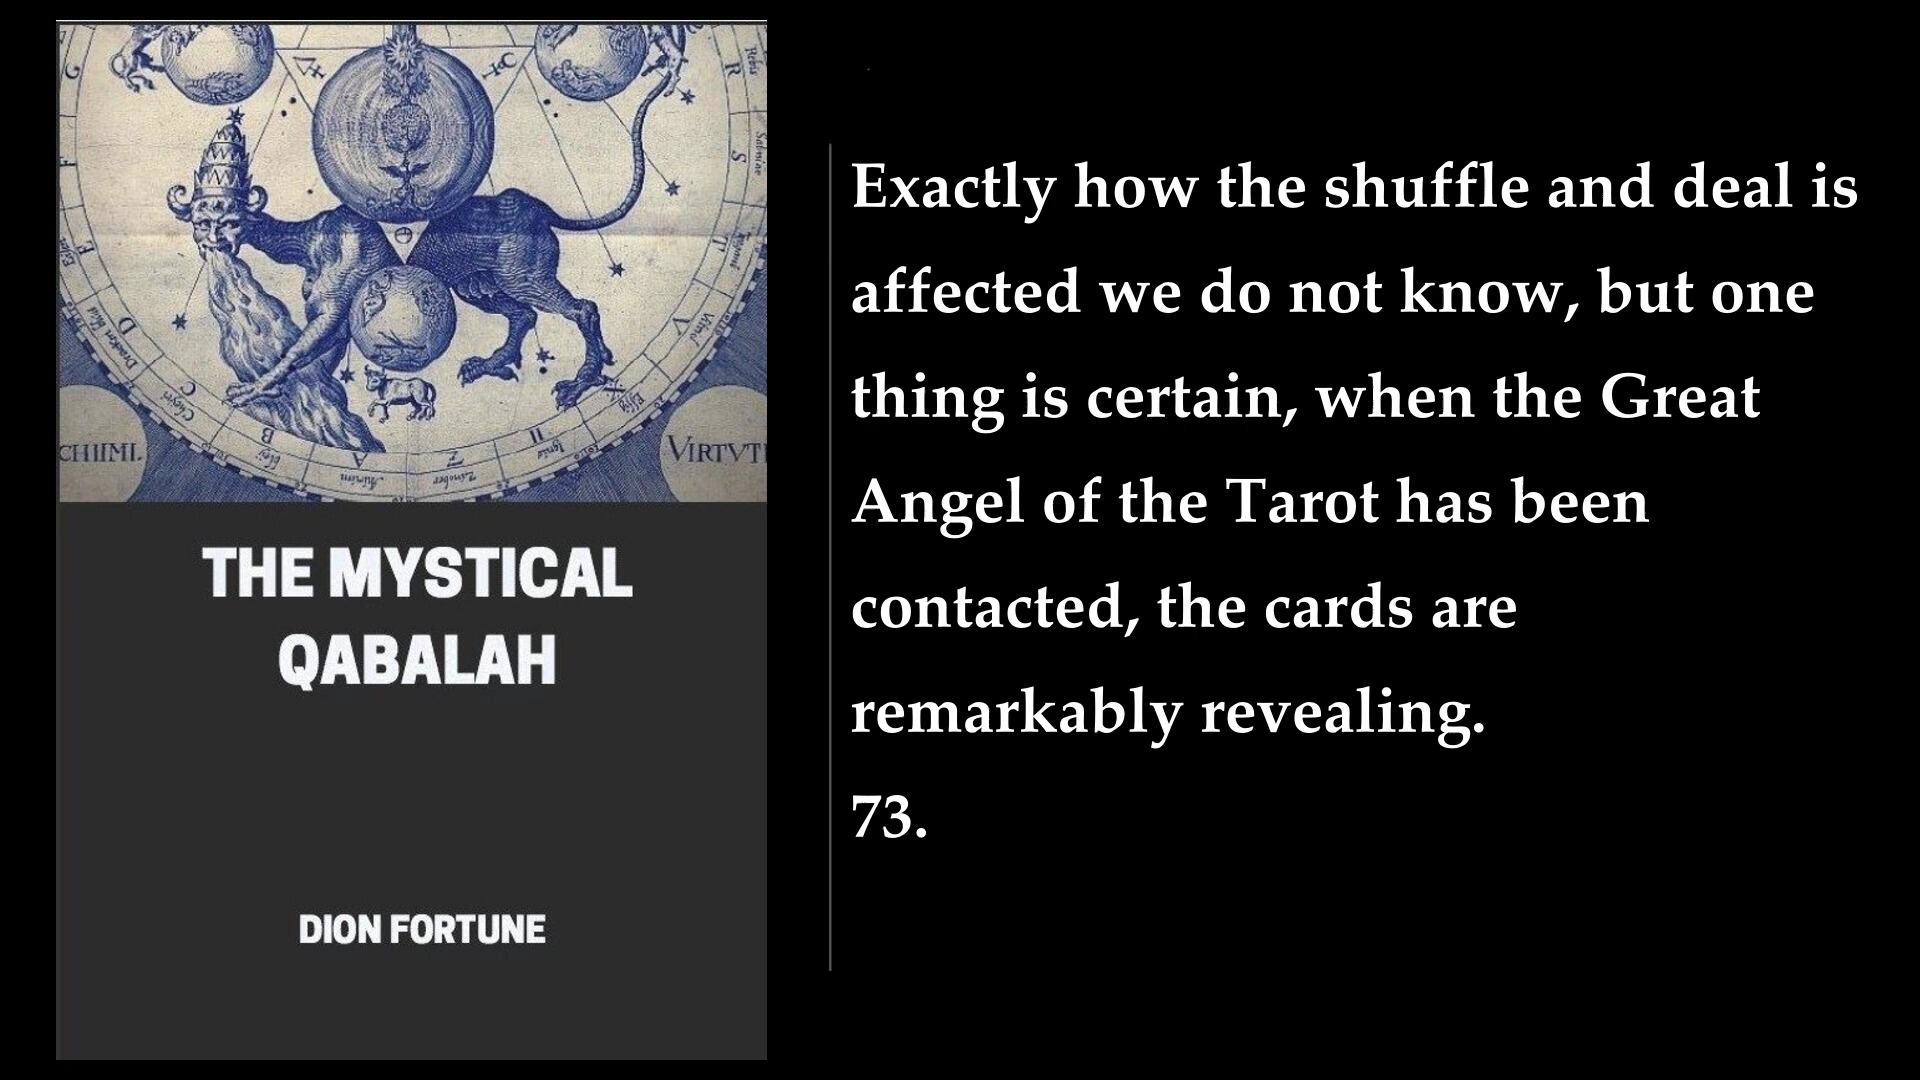 THE MYSTICAL
QABALAH
DION FORTUNE
CHIIMI.
VIRTVTI
Exactly how the shuffle and deal is
affected we do not know, but one
thing is certain, when the Great
Angel of the Tarot has been
contacted, the cards are
remarkably revealing.
73.